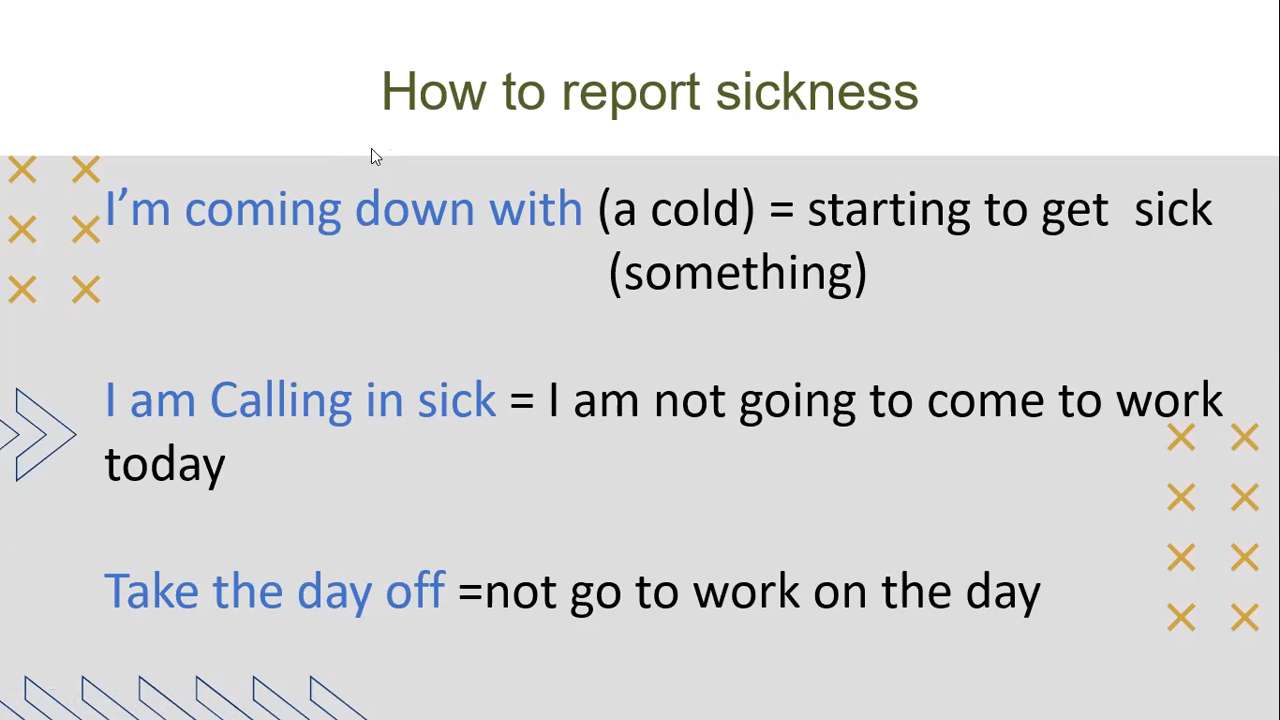 How to report sickness
I’m coming down with (a cold) = starting to get  sick
(something)
I am Calling in sick = I am not going to come to work
today
Take the day off =not go to work on the day